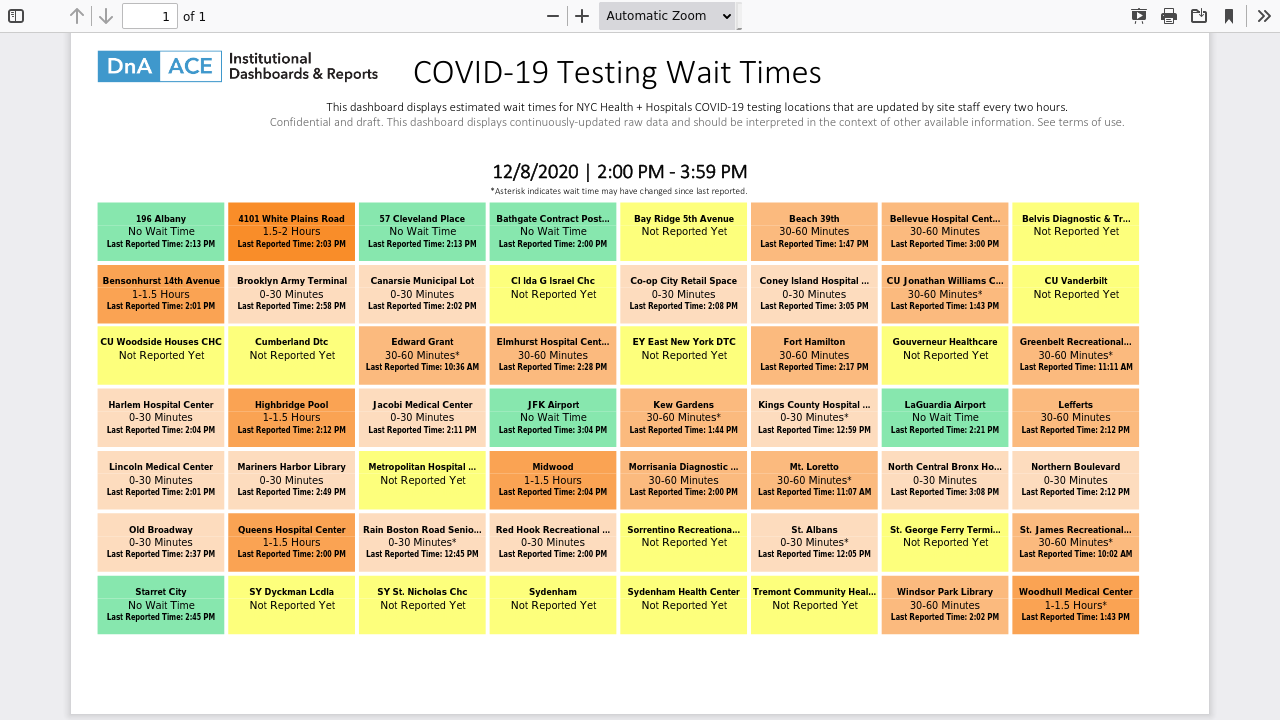 1 of 1
Automatic Zoom
DnA ACE Institutional Dashboards & Reports
COVID-19 Testing Wait Times
This dashboard displays estimated wait times for NYC Health + Hospitals COVID-19 testing locations that are updated by site staff every two hours.
Confidential and draft. This dashboard displays continuously-updated raw data and should be interpreted in the context of other available information. See terms of use.
12/8/2020 | 2:00 PM - 3:59 PM
*Asterisk indicates wait time may have changed since last reported.
196 Albany
No Wait Time
Last Reported Time: 2:13 PM
4101 White Plains Road
1.5-2 Hours
Last Reported Time: 2:03 PM
57 Cleveland Place
No Wait Time
Last Reported Time: 2:13 PM
Bathgate Contract Post...
No Wait Time
Last Reported Time: 2:00 PM
Bay Ridge 5th Avenue
Not Reported Yet
Beach 39th
30-60 Minutes
Last Reported Time: 1:47 PM
Bellevue Hospital Cent...
30-60 Minutes
Last Reported Time: 3:00 PM
Belvis Diagnostic & Tr...
Not Reported Yet
Bensonhurst 14th Avenue
1-1.5 Hours
Last Reported Time: 2:01 PM
Brooklyn Army Terminal
0-30 Minutes
Last Reported Time: 2:58 PM
Canarsie Municipal Lot
0-30 Minutes
Last Reported Time: 2:02 PM
Cl Ida G Israel Chc
Not Reported Yet
Co-op City Retail Space
0-30 Minutes
Last Reported Time: 2:08 PM
Coney Island Hospital ...
0-30 Minutes
Last Reported Time: 3:05 PM
CU Jonathan Williams C...
30-60 Minutes*
Last Reported Time: 1:43 PM
CU Vanderbilt
Not Reported Yet
CU Woodside Houses CHC
Not Reported Yet
Cumberland Dtc
Not Reported Yet
Edward Grant
30-60 Minutes*
Last Reported Time: 10:36 AM
Elmhurst Hospital Cent...
30-60 Minutes
Last Reported Time: 2:28 PM
EY East New York DTC
Not Reported Yet
Fort Hamilton
30-60 Minutes
Last Reported Time: 2:17 PM
Gouverneur Healthcare
Not Reported Yet
Greenbelt Recreational...
30-60 Minutes*
Last Reported Time: 11:11 AM
Harlem Hospital Center
0-30 Minutes
Last Reported Time: 2:04 PM
Highbridge Pool
1-1.5 Hours
Last Reported Time: 2:12 PM
Jacobi Medical Center
0-30 Minutes
Last Reported Time: 2:11 PM
JFK Airport
No Wait Time
Last Reported Time: 3:04 PM
Kew Gardens
30-60 Minutes*
Last Reported Time: 1:44 PM
Kings County Hospital ...
0-30 Minutes*
Last Reported Time: 12:59 PM
LaGuardia Airport
No Wait Time
Last Reported Time: 2:21 PM
Lefferts
30-60 Minutes
Last Reported Time: 2:12 PM
Lincoln Medical Center
0-30 Minutes
Last Reported Time: 2:01 PM
Mariners Harbor Library
0-30 Minutes
Last Reported Time: 2:49 PM
Metropolitan Hospital ...
Not Reported Yet
Midwood
1-1.5 Hours
Last Reported Time: 2:04 PM
Morrisania Diagnostic ...
30-60 Minutes
Last Reported Time: 2:00 PM
Mt. Loretto
30-60 Minutes*
Last Reported Time: 11:07 AM
North Central Bronx Ho...
0-30 Minutes
Last Reported Time: 3:08 PM
Northern Boulevard
0-30 Minutes
Last Reported Time: 2:12 PM
Old Broadway
0-30 Minutes
Last Reported Time: 2:37 PM
Queens Hospital Center
1-1.5 Hours
Last Reported Time: 2:00 PM
Rain Boston Road Senio...
0-30 Minutes*
Last Reported Time: 12:45 PM
Red Hook Recreational ...
0-30 Minutes
Last Reported Time: 2:00 PM
Sorrentino Recreationa...
Not Reported Yet
St. Albans
0-30 Minutes*
Last Reported Time: 12:05 PM
St. George Ferry Termi...
Not Reported Yet
St. James Recreational...
30-60 Minutes*
Last Reported Time: 10:02 AM
Starret City
No Wait Time
Last Reported Time: 2:45 PM
SY Dyckman Lcdla
Not Reported Yet
SY St. Nicholas Chc
Not Reported Yet
Sydenham
Not Reported Yet
Sydenham Health Center
Not Reported Yet
Tremont Community Heal...
Not Reported Yet
Windsor Park Library
30-60 Minutes
Last Reported Time: 2:02 PM
Woodhull Medical Center
1-1.5 Hours*
Last Reported Time: 1:43 PM